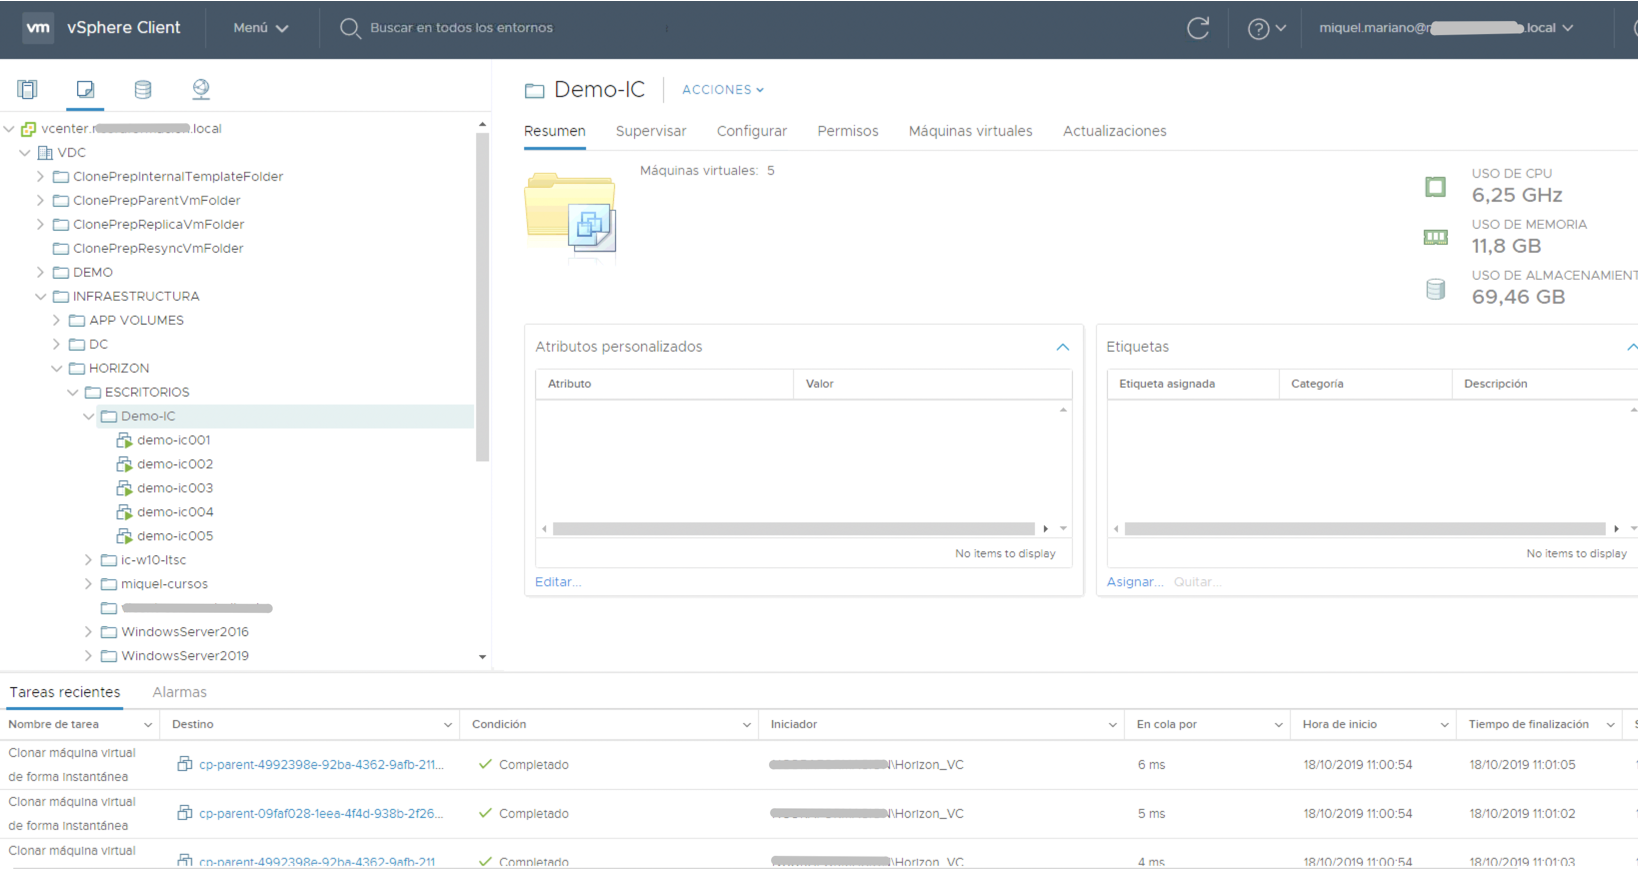 vm vSphere Client Menú Buscar en todos los entornos miquel.mariano@ .local
Demo-IC ACCIONES
Resumen Supervisar Configurar Permisos Máquinas virtuales Actualizaciones
vcenter. .local
VDC
ClonePrepInternalTemplateFolder
ClonePrepParentVmFolder
ClonePrepReplicaVmFolder
ClonePrepResyncVmFolder
DEMO
INFRAESTRUCTURA
APP VOLUMES
DC
HORIZON
ESCRITORIOS
Demo-IC
demo-ic001
demo-ic002
demo-ic003
demo-ic004
demo-ic005
ic-w10-ltsc
miquel-cursos
WindowsServer2016
WindowsServer2019
Máquinas virtuales: 5
USO DE CPU
6,25 GHz
USO DE MEMORIA
11,8 GB
USO DE ALMACENAMIENT
69,46 GB
Atributos personalizados
Atributo Valor
No items to display
Editar...
Etiquetas
Etiqueta asignada Categoría Descripción
No items to display
Asignar... Quitar...
Tareas recientes Alarmas
Nombre de tarea Destino Condición Iniciador En cola por Hora de inicio Tiempo de finalización S
Clonar máquina virtual
de forma instantánea cp-parent-4992398e-92ba-4362-9afb-211... Completado \Horizon_VC 6 ms 18/10/2019 11:00:54 18/10/2019 11:01:05
Clonar máquina virtual
de forma instantánea cp-parent-09faf028-1eea-4f4d-938b-2f26... Completado \Horizon_VC 5 ms 18/10/2019 11:00:54 18/10/2019 11:01:02
Clonar máquina virtual
cp-parent-4992398e-92ba-4362-9afb-211 Completado \Horizon_VC 4 ms 18/10/2019 11:00:54 18/10/2019 11:01:03